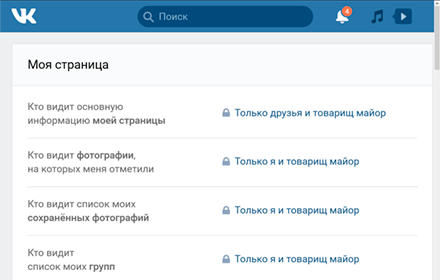 Поиск
4
Моя страница
Кто видит основную
информацию моей страницы
Только друзья и товарищ майор
Кто видит фотографии,
на которых меня отметили
Только я и товарищ майор
Кто видит список моих
сохранённых фотографий
Только я и товарищ майор
Кто видит
список моих групп
Только я и товарищ майор